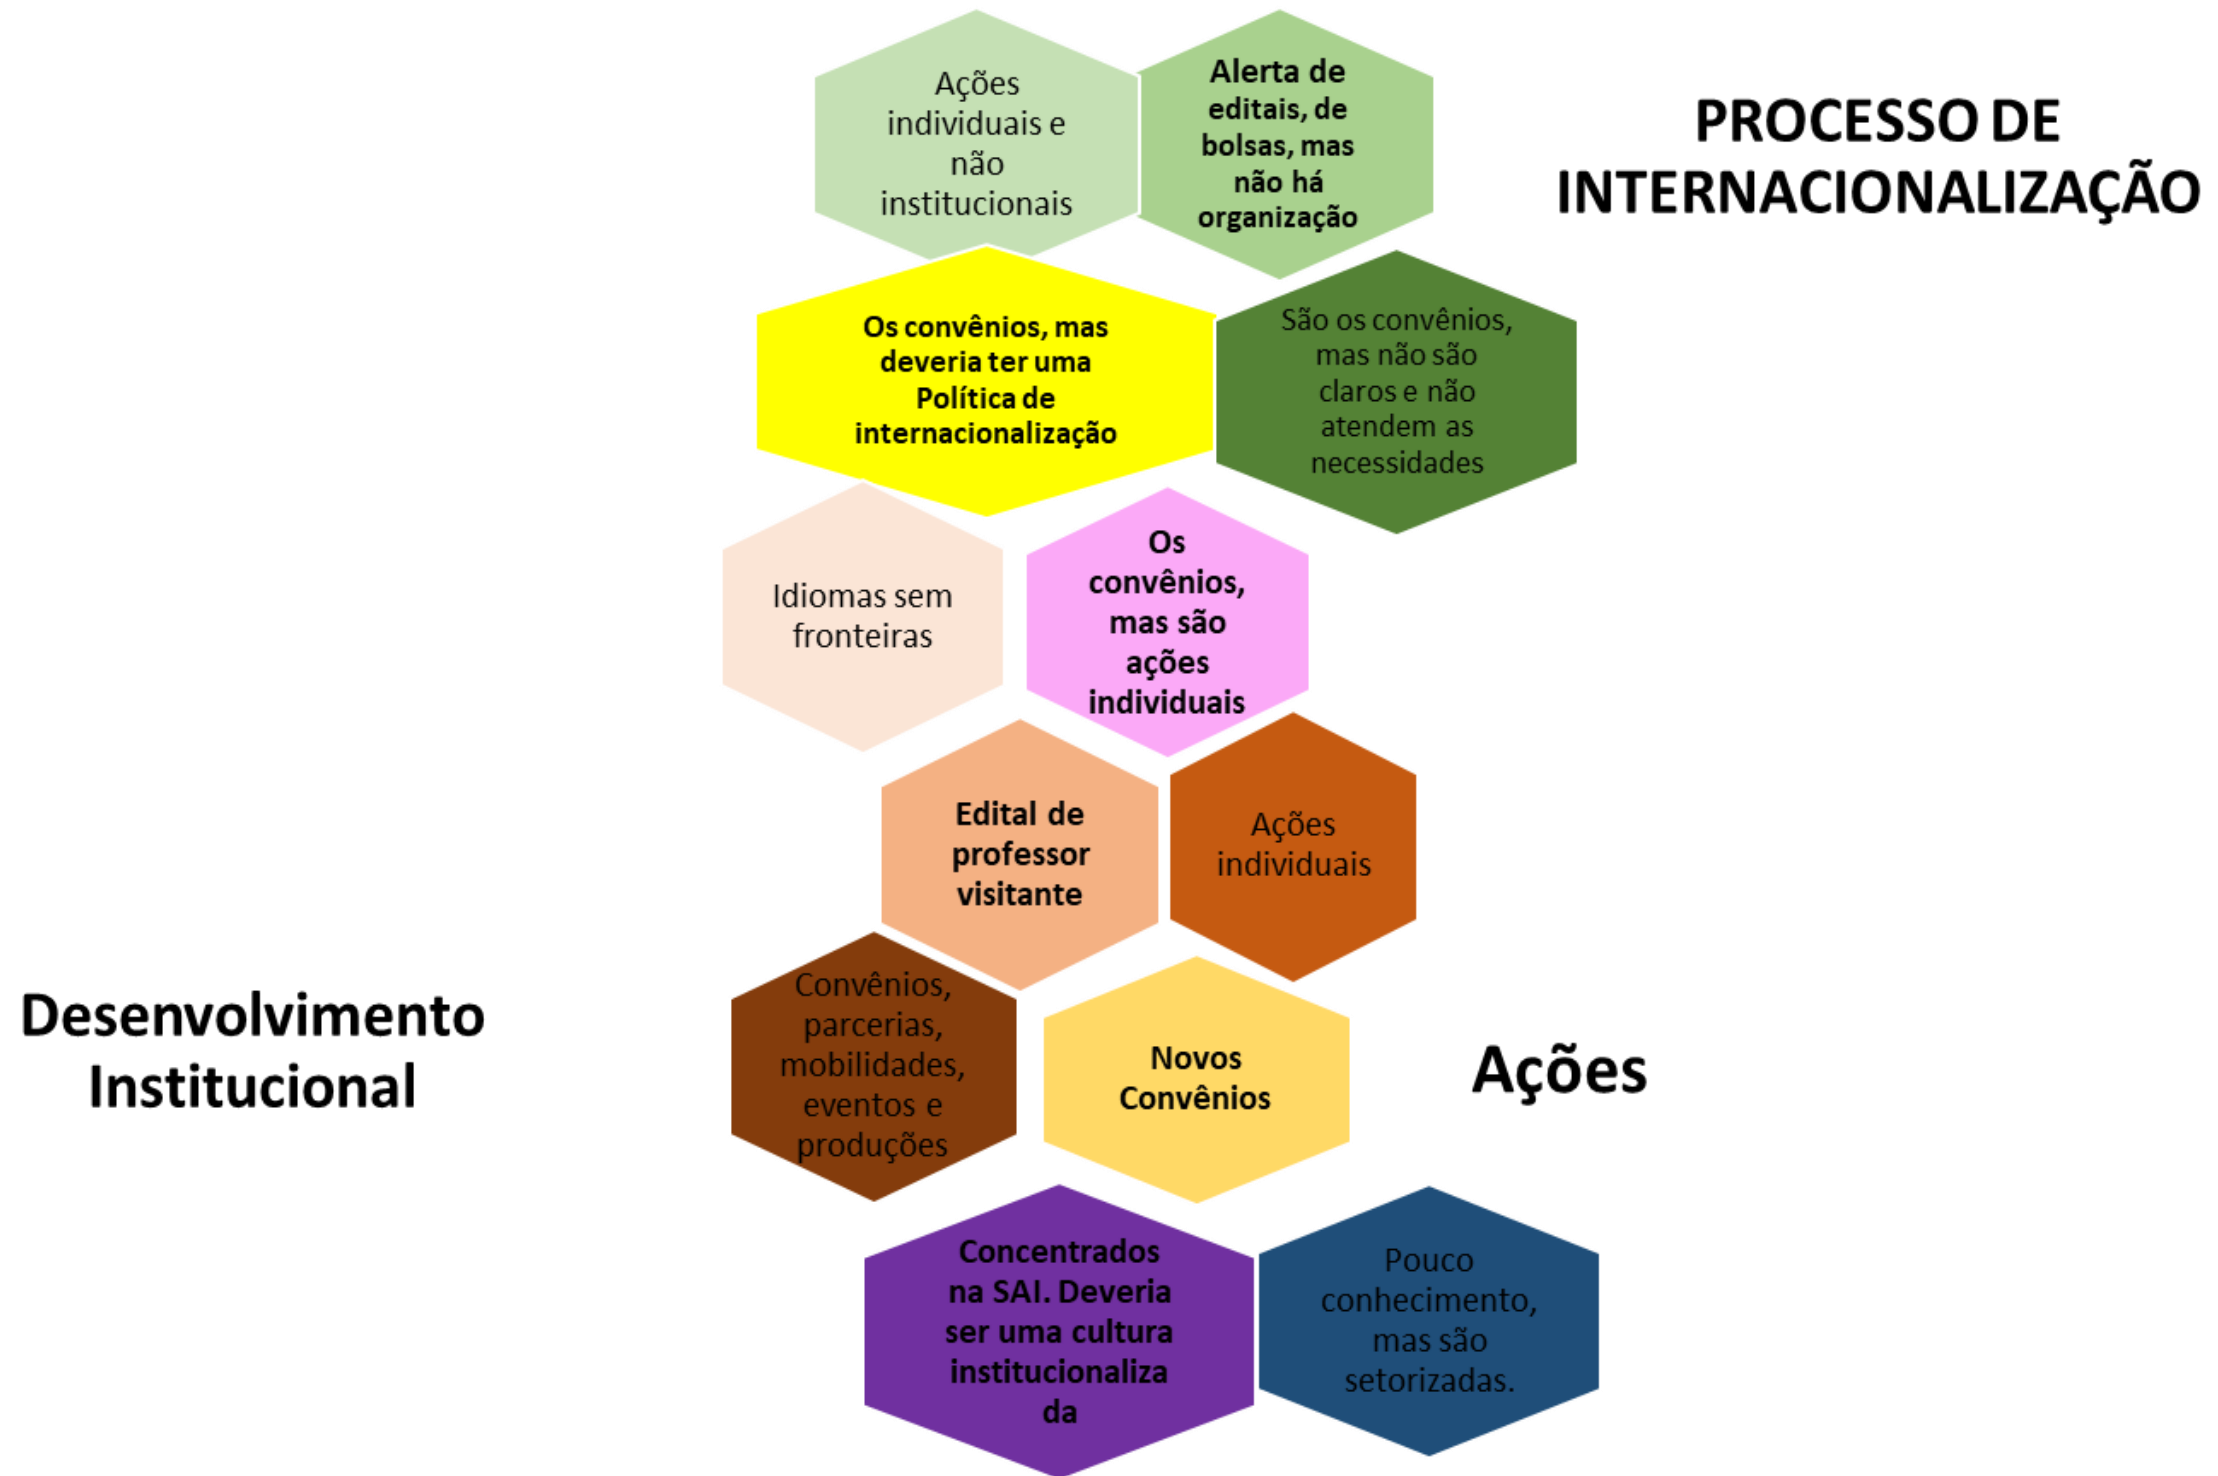 Ações
individuais e
não
institucionais
Alerta de
editais, de
bolsas, mas
não há
organização
PROCESSO DE
INTERNACIONALIZAÇÃO
Os convênios, mas
deveria ter uma
Política de
internacionalização
São os convênios,
mas não são
claros e não
atendem as
necessidades
Idiomas sem
fronteiras
Os
convênios,
mas são
ações
individuais
Edital de
professor
visitante
Ações
individuais
Desenvolvimento
Institucional
Convênios,
parcerias,
mobilidades,
eventos e
produções
Novos
Convênios
Ações
Concentrados
na SAI. Deveria
ser uma cultura
institucionaliza
da
Pouco
conhecimento,
mas são
setorizadas.